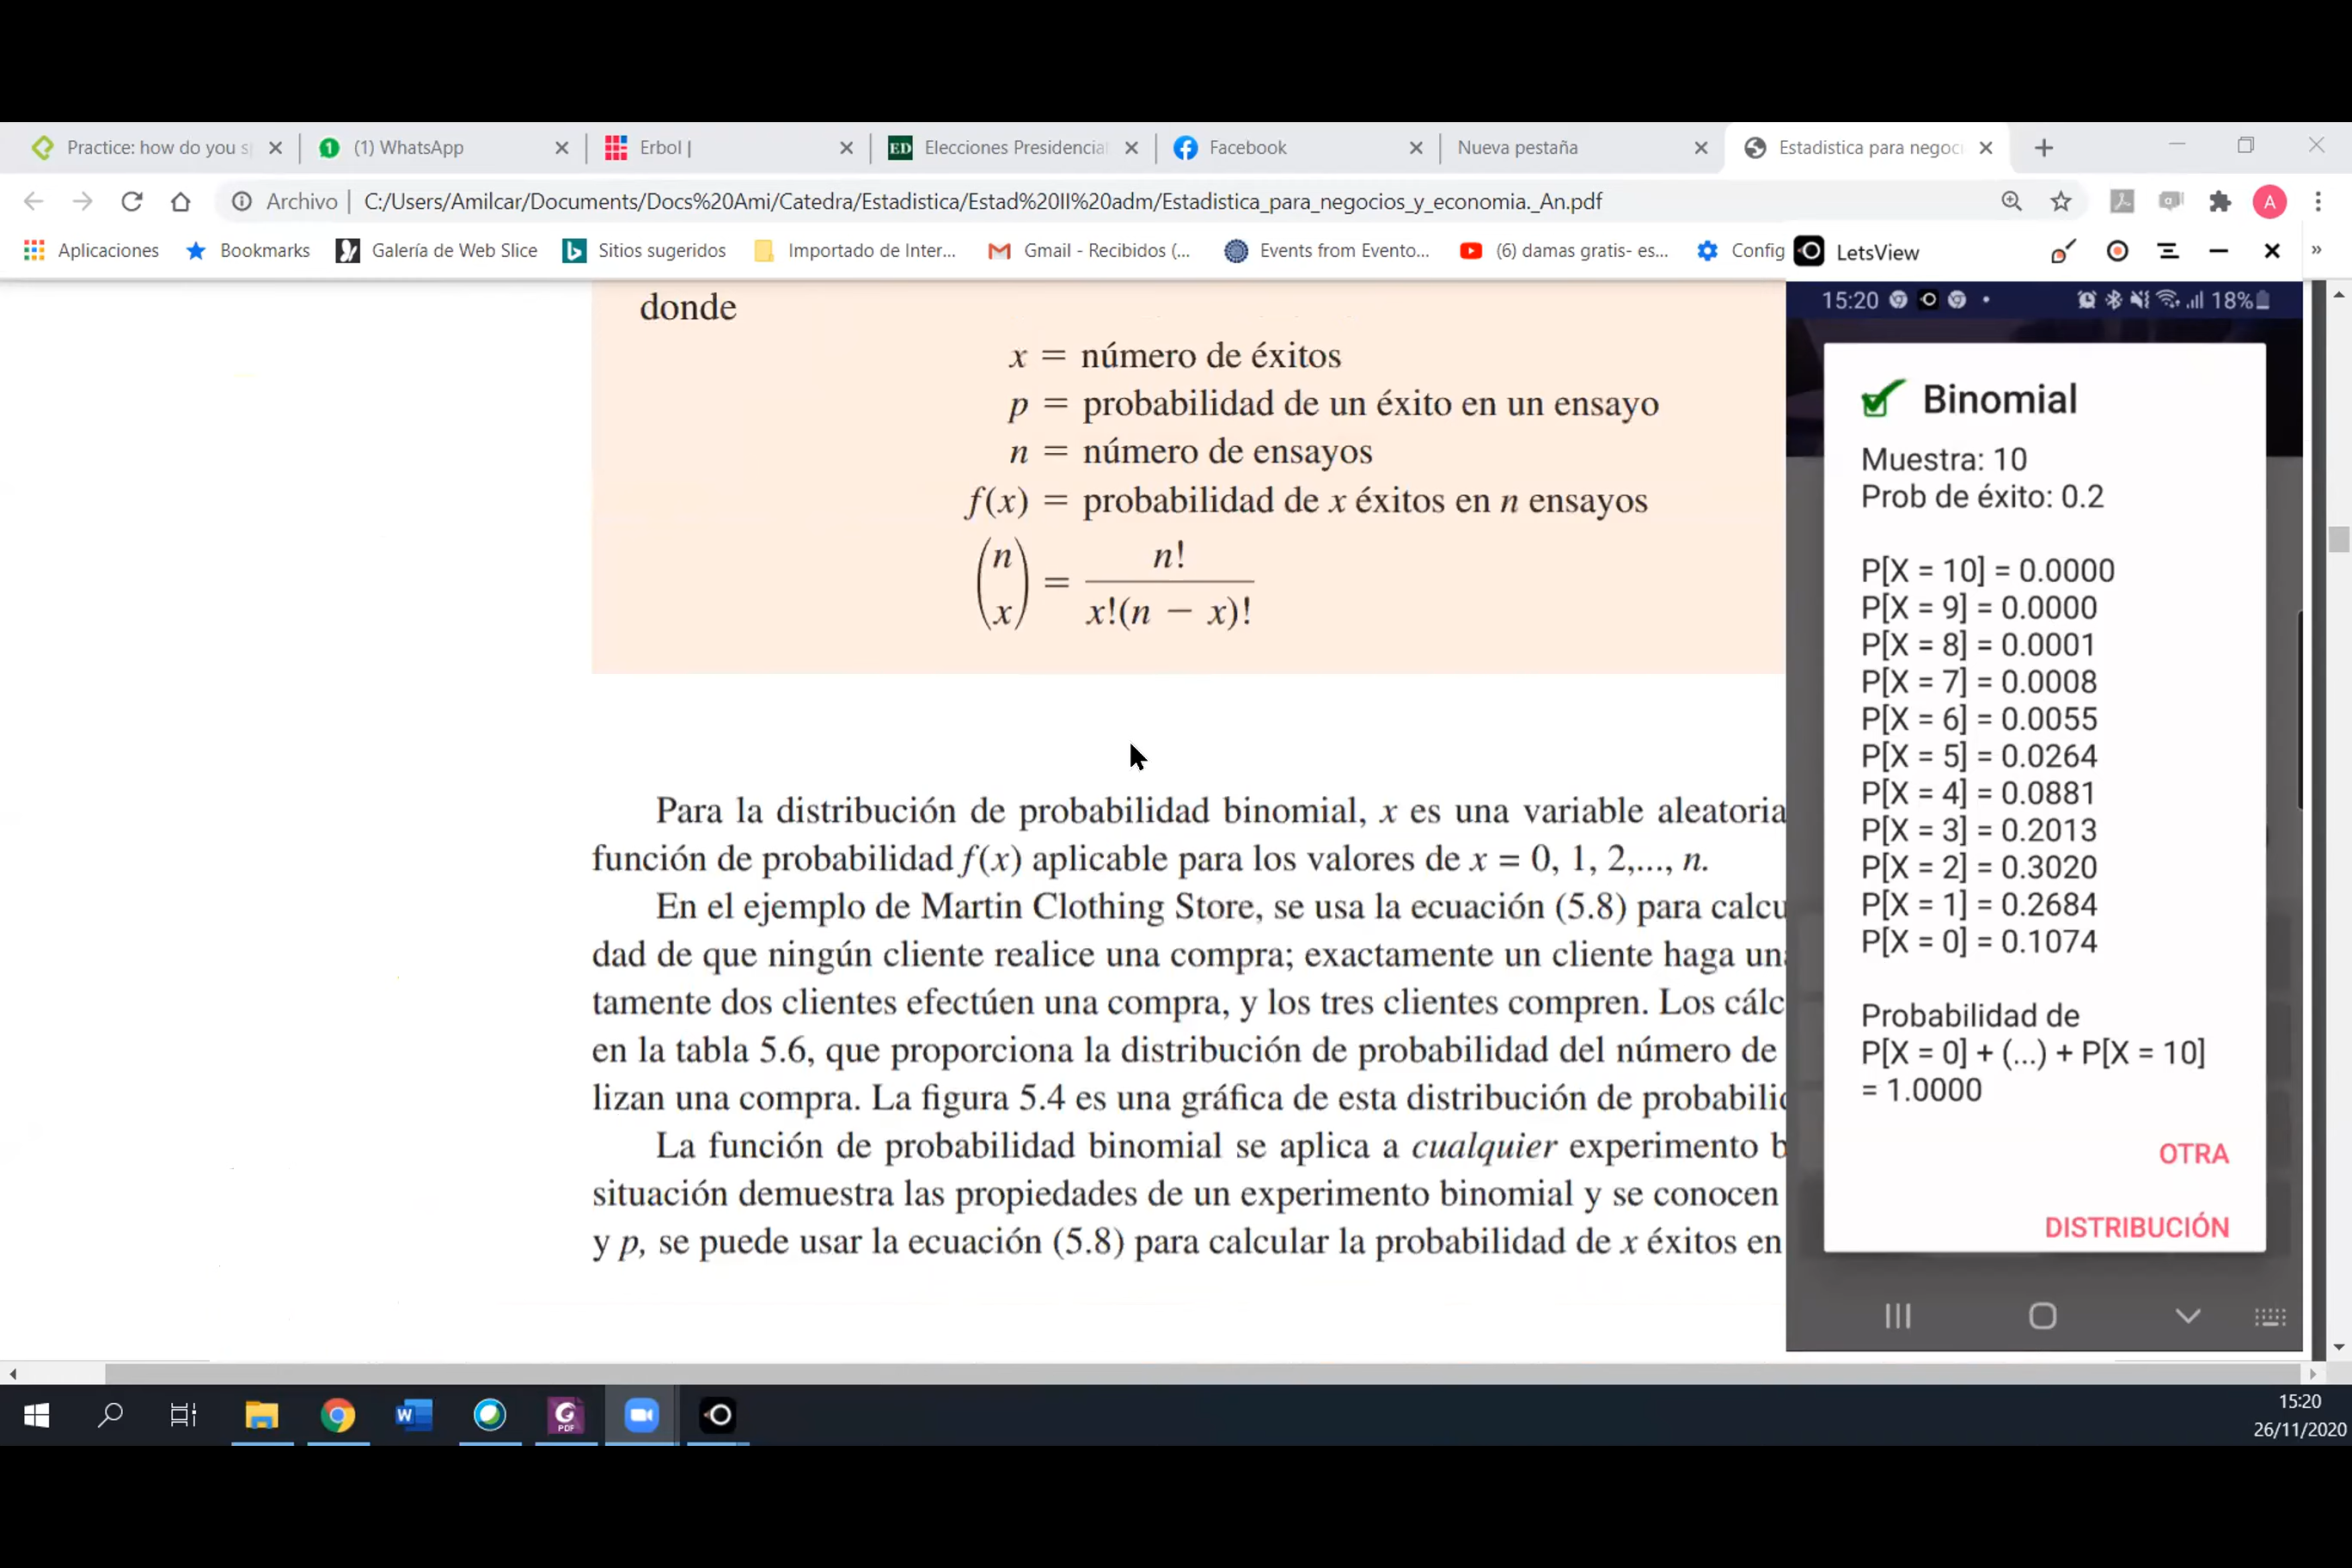 Practice: how do you s
(1) WhatsApp
Erbol |
ED Elecciones Presidencial
Facebook
Nueva pestaña
Estadistica para negoci
Archivo | C:/Users/Amilcar/Documents/Docs%20Ami/Catedra/Estadistica/Estad%20II%20adm/Estadistica_para_negocios_y_economia._An.pdf
A
Aplicaciones
Bookmarks
Galería de Web Slice
Sitios sugeridos
Importado de Inter...
Gmail - Recibidos (...
Events from Evento...
(6) damas gratis- es...
Config
LetsView
»
donde
x = número de éxitos
p = probabilidad de un éxito en un ensayo
n = número de ensayos
f(x) = probabilidad de x éxitos en n ensayos
(n x) = n! / x!(n − x)!
Para la distribución de probabilidad binomial, x es una variable aleatoria
función de probabilidad f(x) aplicable para los valores de x = 0, 1, 2,..., n.
En el ejemplo de Martin Clothing Store, se usa la ecuación (5.8) para calcu
dad de que ningún cliente realice una compra; exactamente un cliente haga una
tamente dos clientes efectúen una compra, y los tres clientes compren. Los cálc
en la tabla 5.6, que proporciona la distribución de probabilidad del número de
lizan una compra. La figura 5.4 es una gráfica de esta distribución de probabilid
La función de probabilidad binomial se aplica a cualquier experimento b
situación demuestra las propiedades de un experimento binomial y se conocen
y p, se puede usar la ecuación (5.8) para calcular la probabilidad de x éxitos en
15:20
18%
Binomial
Muestra: 10
Prob de éxito: 0.2
P[X = 10] = 0.0000
P[X = 9] = 0.0000
P[X = 8] = 0.0001
P[X = 7] = 0.0008
P[X = 6] = 0.0055
P[X = 5] = 0.0264
P[X = 4] = 0.0881
P[X = 3] = 0.2013
P[X = 2] = 0.3020
P[X = 1] = 0.2684
P[X = 0] = 0.1074
Probabilidad de
P[X = 0] + (...) + P[X = 10]
= 1.0000
OTRA
DISTRIBUCIÓN
15:20
26/11/2020